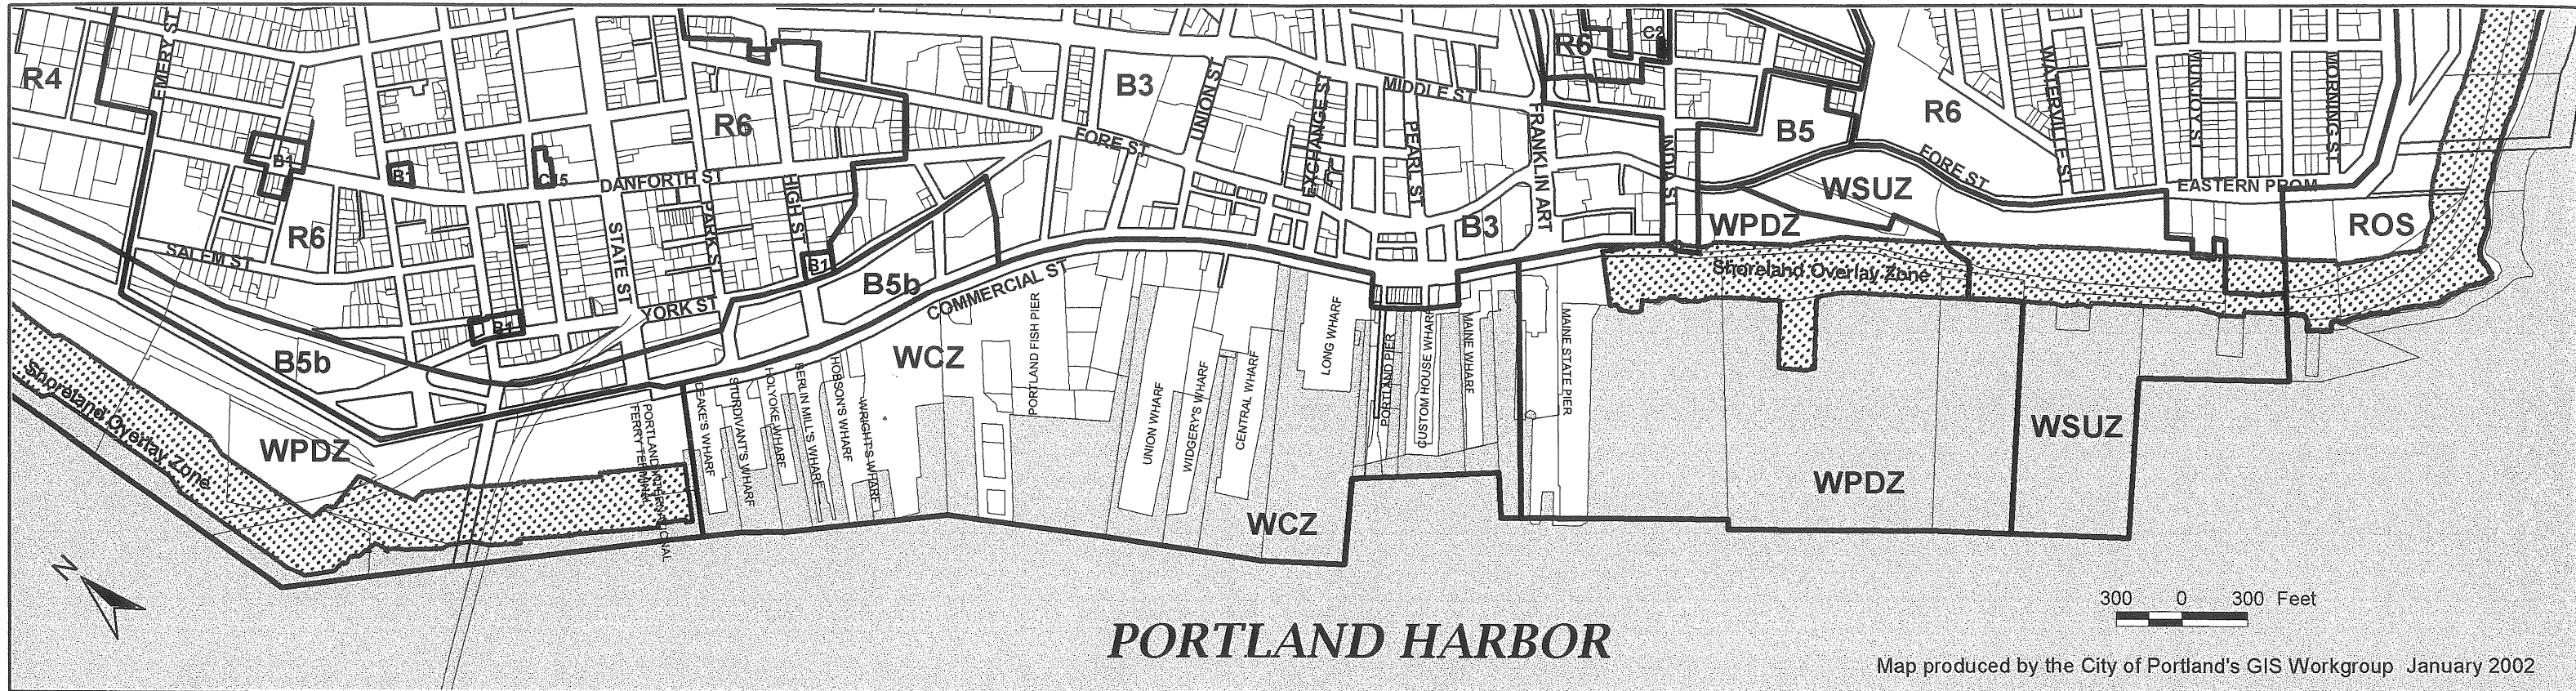 R4
EMERY ST
B1
B1
C15
R6
R6
DANFORTH ST
SALEM ST
STATE ST
PARK ST
HIGH ST
YORK ST
B1
B1
B5b
B5b
B3
UNION ST
FORE ST
EXCHANGE ST
MIDDLE ST
PEARL ST
FRANKLIN ART
B3
R6
C2
INDIA ST
B5
R6
WATERVILLE ST
MUNJOY ST
MORNING ST
FORE ST
EASTERN PROM
WSUZ
WPDZ
ROS
Shoreland Overlay Zone
COMMERCIAL ST
Shoreland Overlay Zone
WPDZ
PORTLAND INTERNATIONAL
FERRY TERMINAL
DEAKE'S WHARF
STURDIVANT'S WHARF
HOLYOKE WHARF
BERLIN MILL'S WHARF
HOBSON'S WHARF
WRIGHT'S WHARF
WCZ
PORTLAND FISH PIER
UNION WHARF
WIDGERY'S WHARF
CENTRAL WHARF
LONG WHARF
PORTLAND PIER
CUSTOM HOUSE WHARF
MAINE WHARF
MAINE STATE PIER
WCZ
WPDZ
WSUZ
N
300 0 300 Feet
PORTLAND HARBOR
Map produced by the City of Portland's GIS Workgroup January 2002